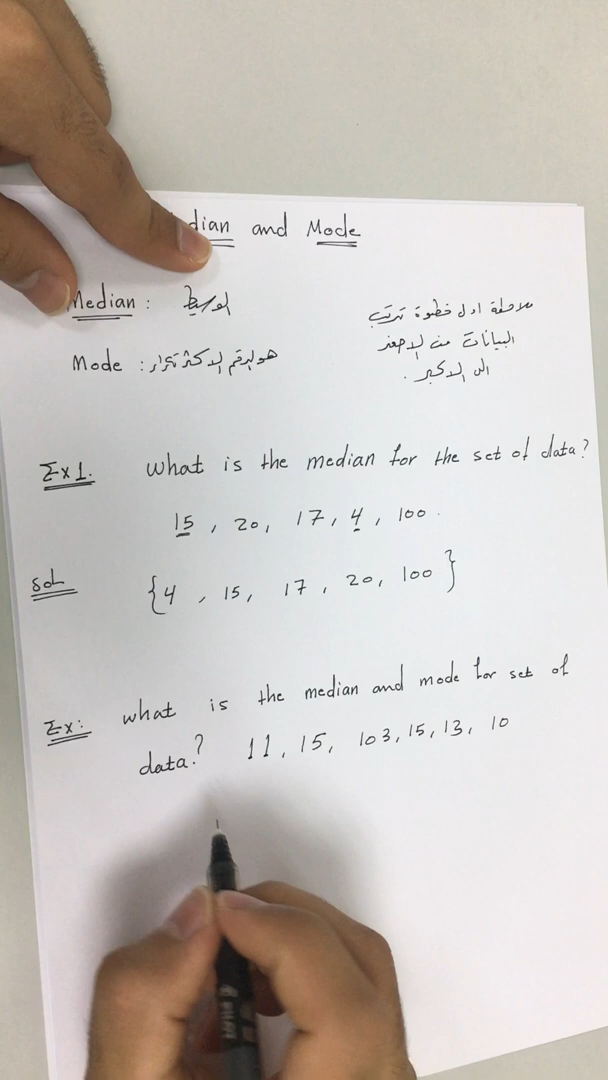 dian and Mode
Median : الوسيط
Mode : هو الرقم الاكثر تكرار
ملاحظة اول خطوة ترتب
البيانات من الاصغر
الى الاكبر .
Ex1. what is the median for the set of data?
15 , 20 , 17 , 4 , 100 .
Sol {4 , 15 , 17 , 20 , 100}
Ex: what is the median and mode for set of
data? 11 , 15 , 103 , 15 , 13 , 10